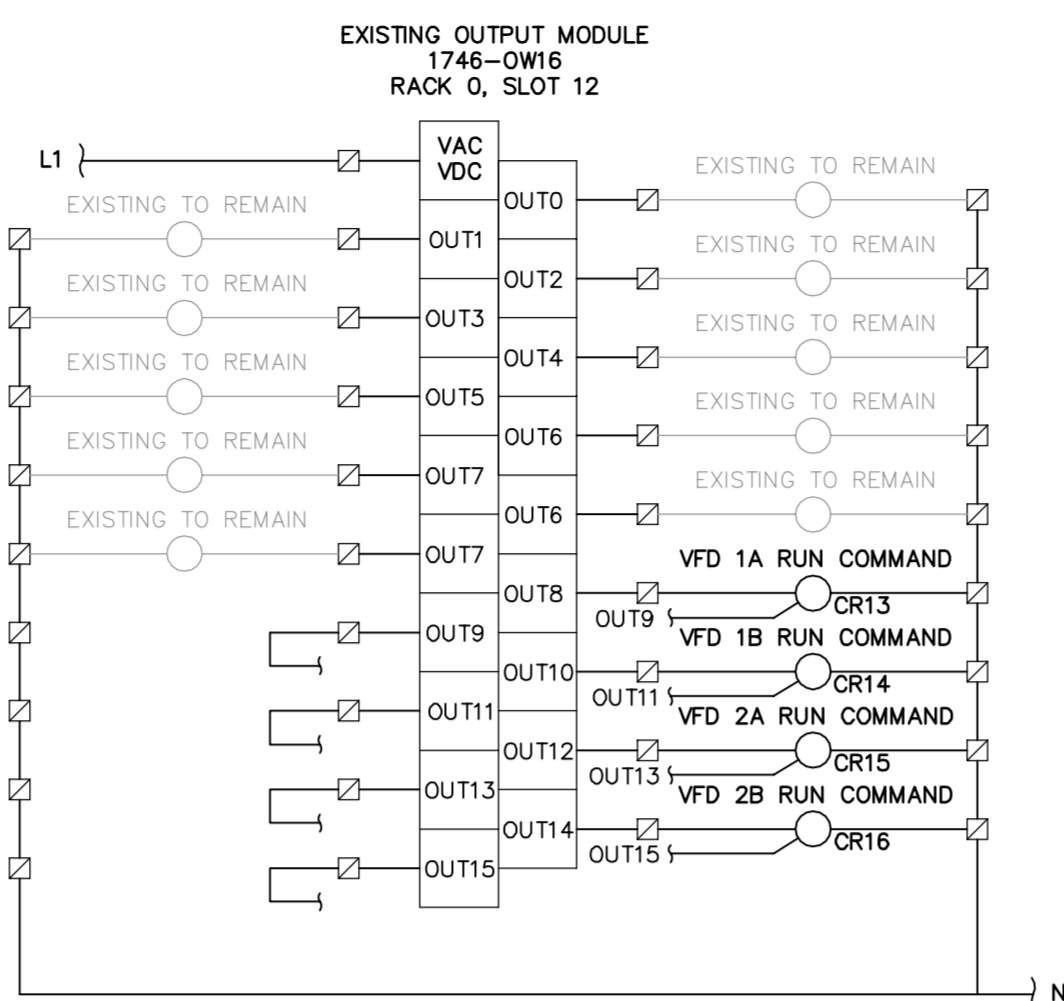 EXISTING OUTPUT MODULE
1746-OW16
RACK 0, SLOT 12
L1
VAC
VDC
EXISTING TO REMAIN
OUT0
EXISTING TO REMAIN
OUT1
EXISTING TO REMAIN
OUT2
EXISTING TO REMAIN
OUT3
EXISTING TO REMAIN
OUT4
EXISTING TO REMAIN
OUT5
EXISTING TO REMAIN
OUT6
EXISTING TO REMAIN
OUT7
EXISTING TO REMAIN
OUT6
EXISTING TO REMAIN
OUT7
VFD 1A RUN COMMAND
OUT8
CR13
OUT9
OUT9
VFD 1B RUN COMMAND
OUT10
CR14
OUT11
OUT11
VFD 2A RUN COMMAND
OUT12
CR15
OUT13
OUT13
VFD 2B RUN COMMAND
OUT14
CR16
OUT15
OUT15
N